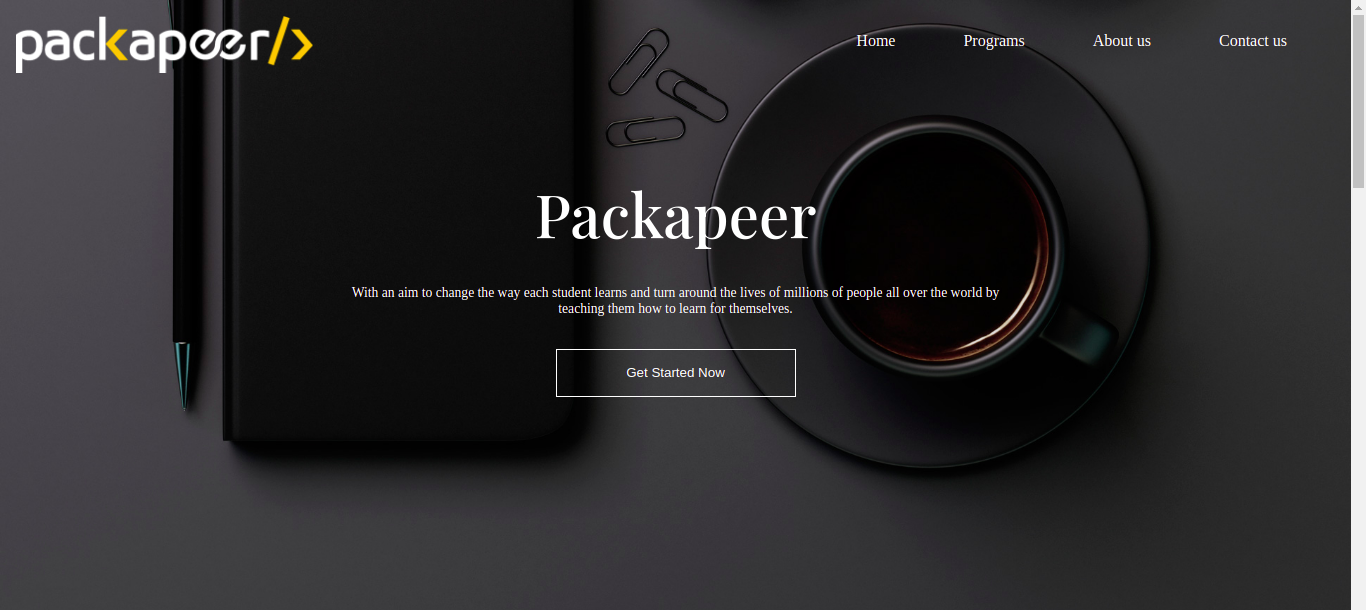 packapeer/>
Home
Programs
About us
Contact us
Packapeer
With an aim to change the way each student learns and turn around the lives of millions of people all over the world by
teaching them how to learn for themselves.
Get Started Now